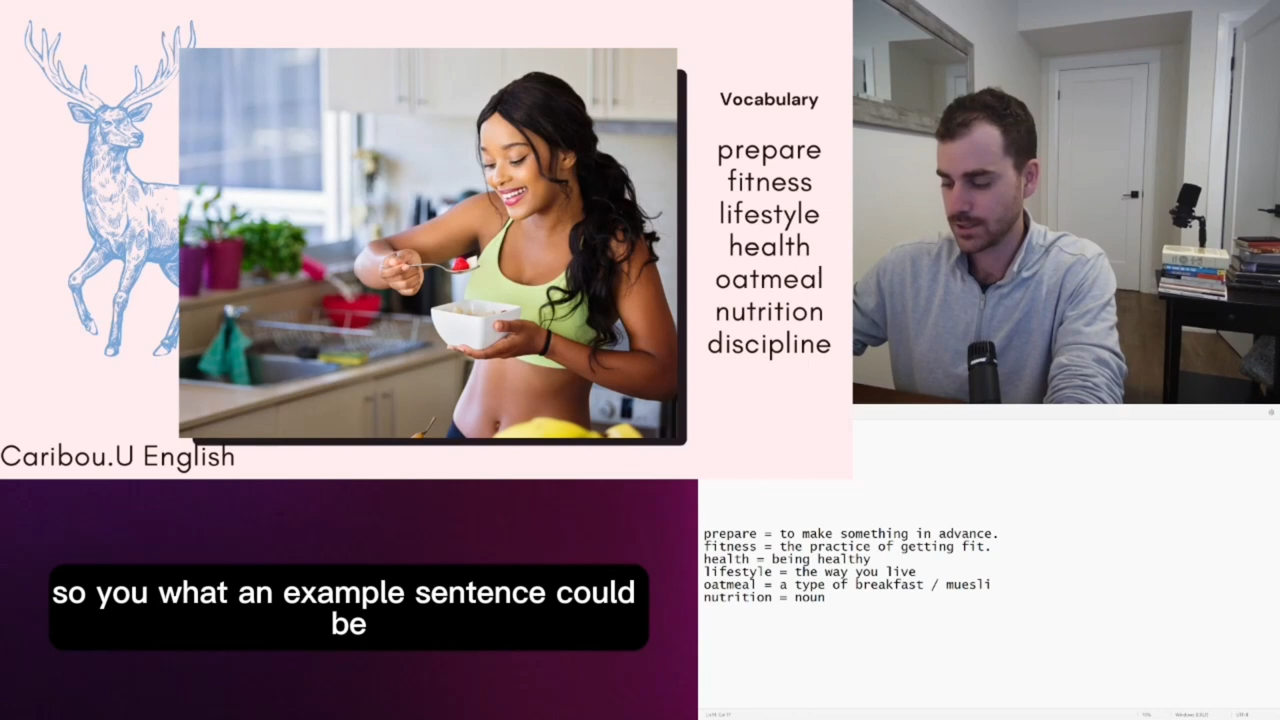 Vocabulary
prepare
fitness
lifestyle
health
oatmeal
nutrition
discipline
Caribou.U English
so you what an example sentence could
be
prepare = to make something in advance.
fitness = the practice of getting fit.
health = being healthy
lifestyle = the way you live
oatmeal = a type of breakfast / muesli
nutrition = noun